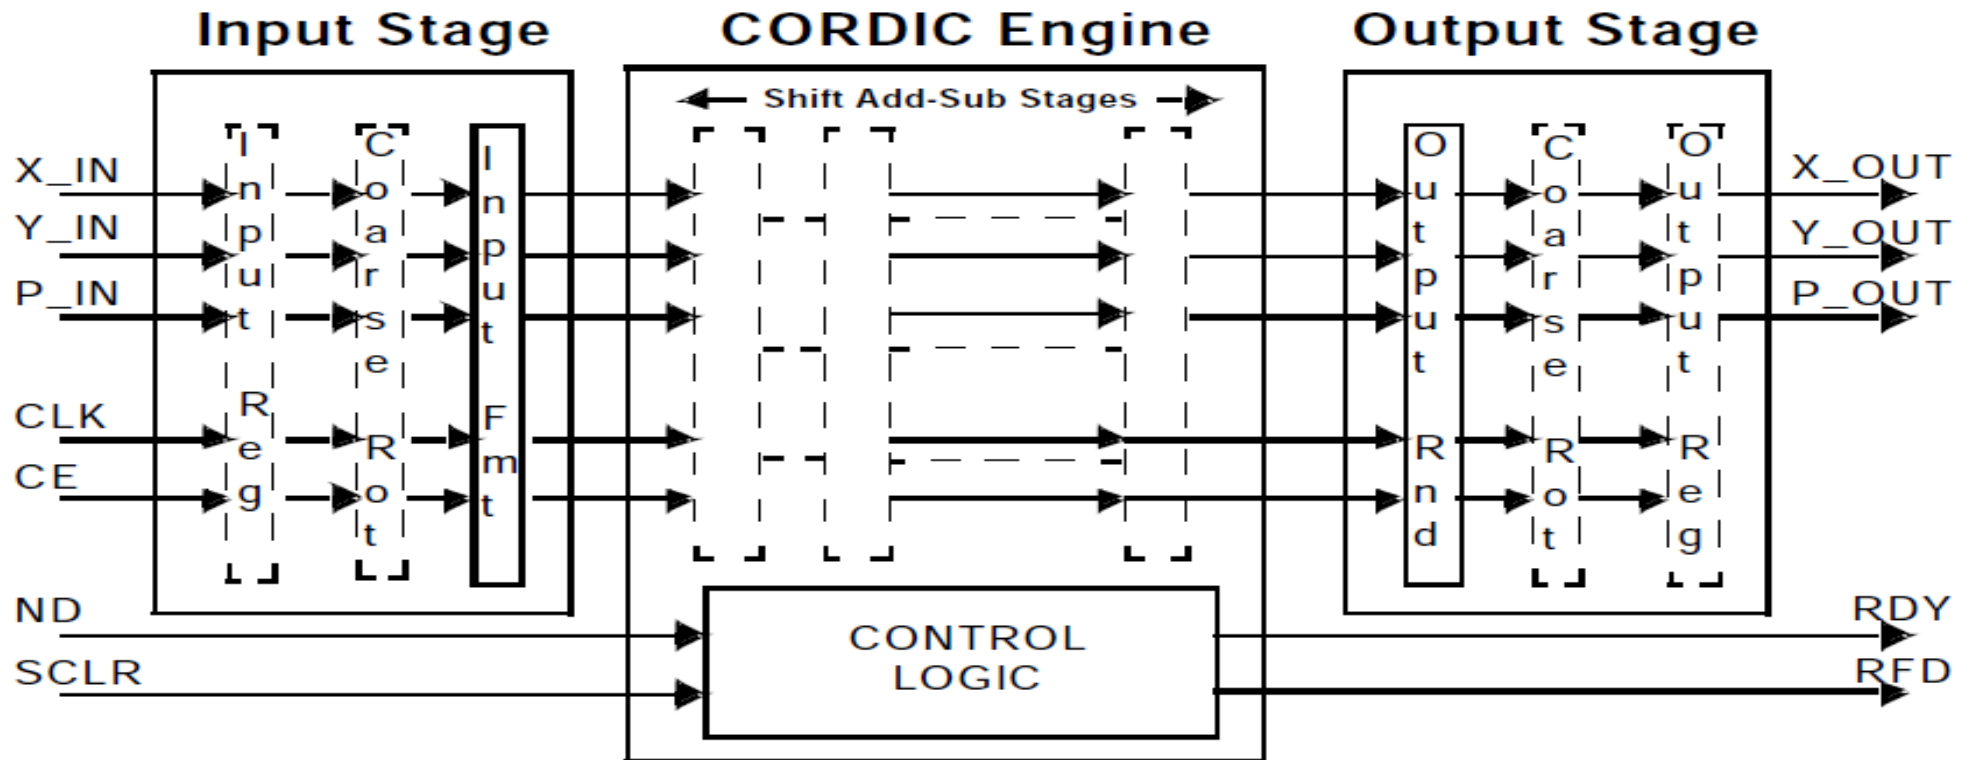 Input Stage
CORDIC Engine
Output Stage
Shift Add-Sub Stages
X_IN
Y_IN
P_IN
CLK
CE
ND
SCLR
Input Reg
Coarse Rot
Input Fmt
CONTROL
LOGIC
Output Rnd
Coarse Rot
Output Reg
X_OUT
Y_OUT
P_OUT
RDY
RFD